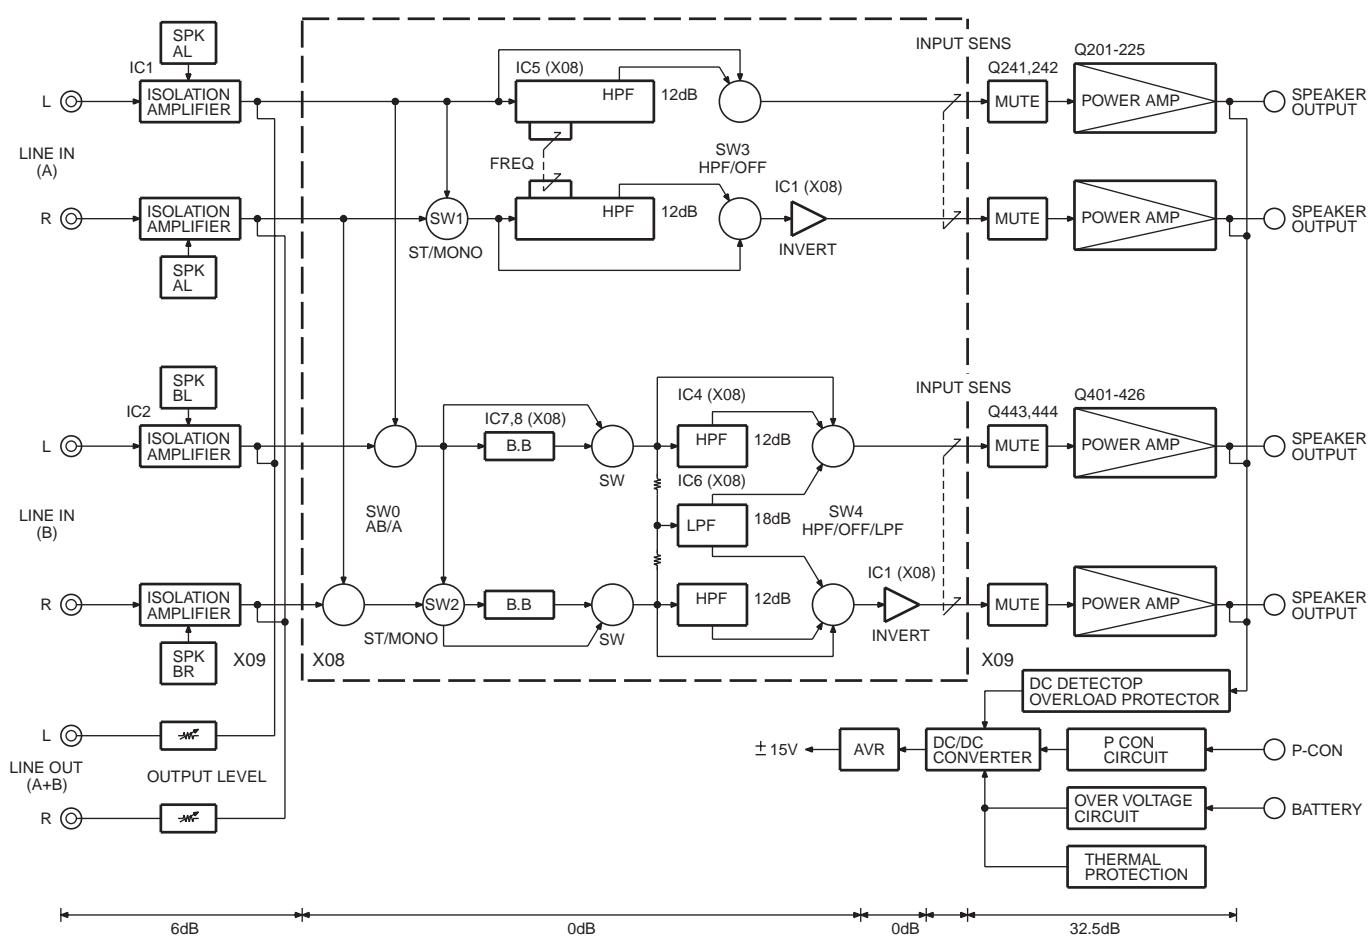 SPK
AL
IC1
L
ISOLATION
AMPLIFIER
LINE IN
(A)
R
ISOLATION
AMPLIFIER
SPK
AL
IC5 (X08)
HPF
12dB
FREQ
SW3
HPF/OFF
HPF
12dB
SW1
ST/MONO
IC1 (X08)
INVERT
INPUT SENS
Q241,242
MUTE
Q201-225
POWER AMP
SPEAKER
OUTPUT
MUTE
POWER AMP
SPEAKER
OUTPUT
SPK
BL
IC2
L
ISOLATION
AMPLIFIER
LINE IN
(B)
R
ISOLATION
AMPLIFIER
SPK
BR
X09
X08
SW0
AB/A
IC7,8 (X08)
B.B
SW
IC4 (X08)
HPF
12dB
IC6 (X08)
LPF
18dB
SW4
HPF/OFF/LPF
SW2
ST/MONO
B.B
SW
HPF
12dB
IC1 (X08)
INVERT
INPUT SENS
Q443,444
MUTE
Q401-426
POWER AMP
SPEAKER
OUTPUT
MUTE
POWER AMP
SPEAKER
OUTPUT
X09
DC DETECTOP
OVERLOAD PROTECTOR
L
LINE OUT
(A+B)
OUTPUT LEVEL
R
± 15V
AVR
DC/DC
CONVERTER
P CON
CIRCUIT
P-CON
OVER VOLTAGE
CIRCUIT
BATTERY
THERMAL
PROTECTION
6dB
0dB
0dB
32.5dB